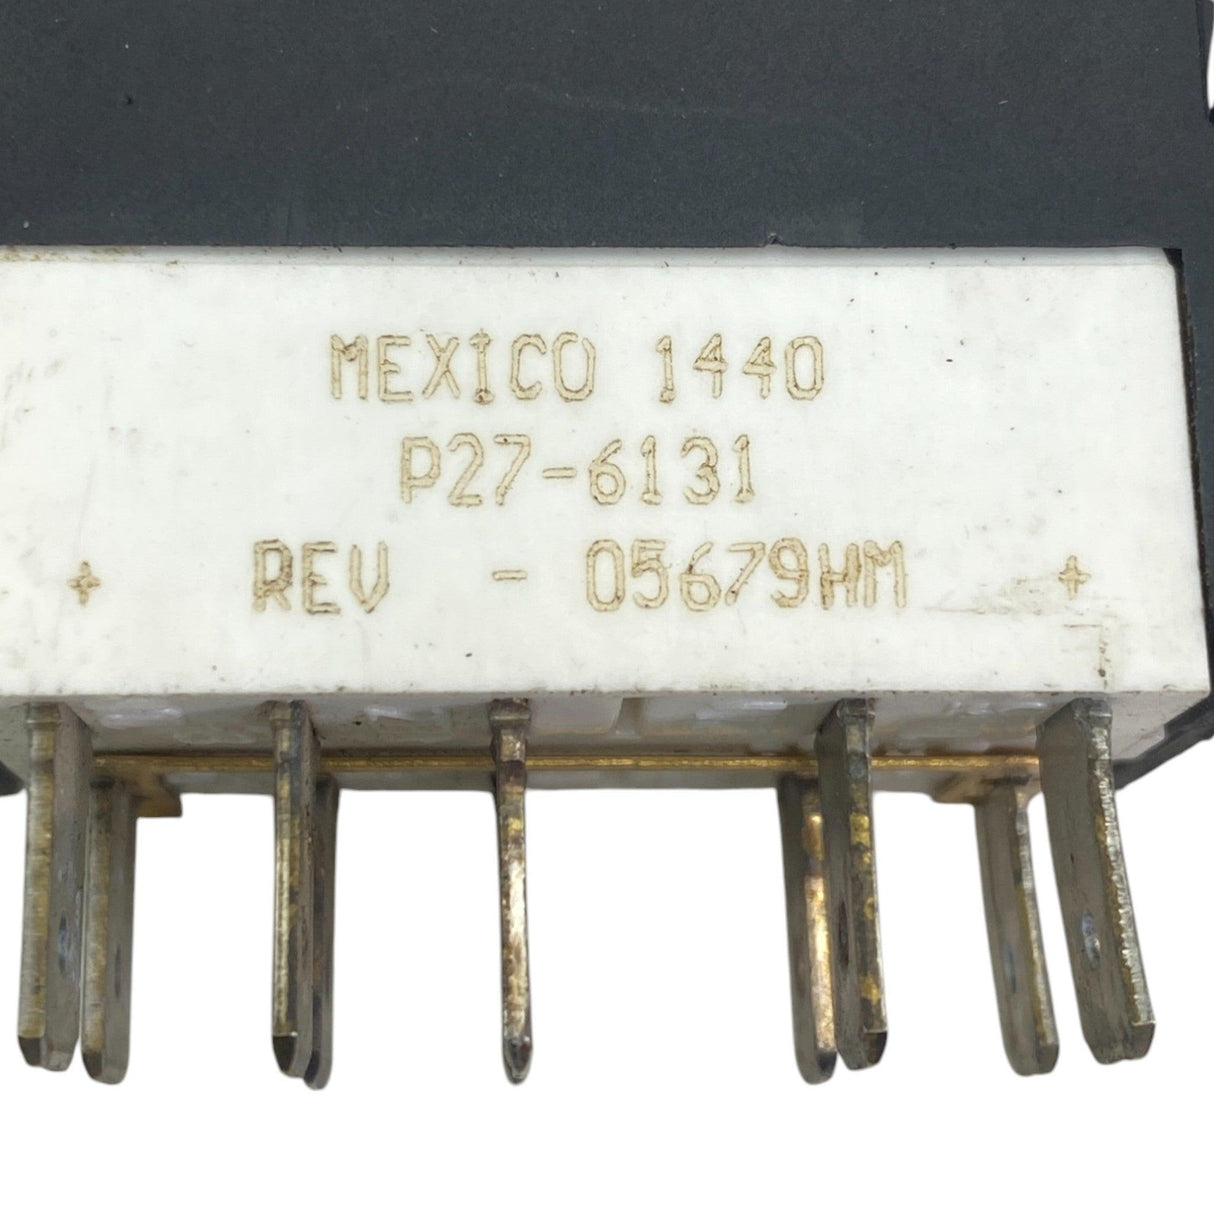 MEXICO 1440
P27-6131
+ REV - 05679HM +